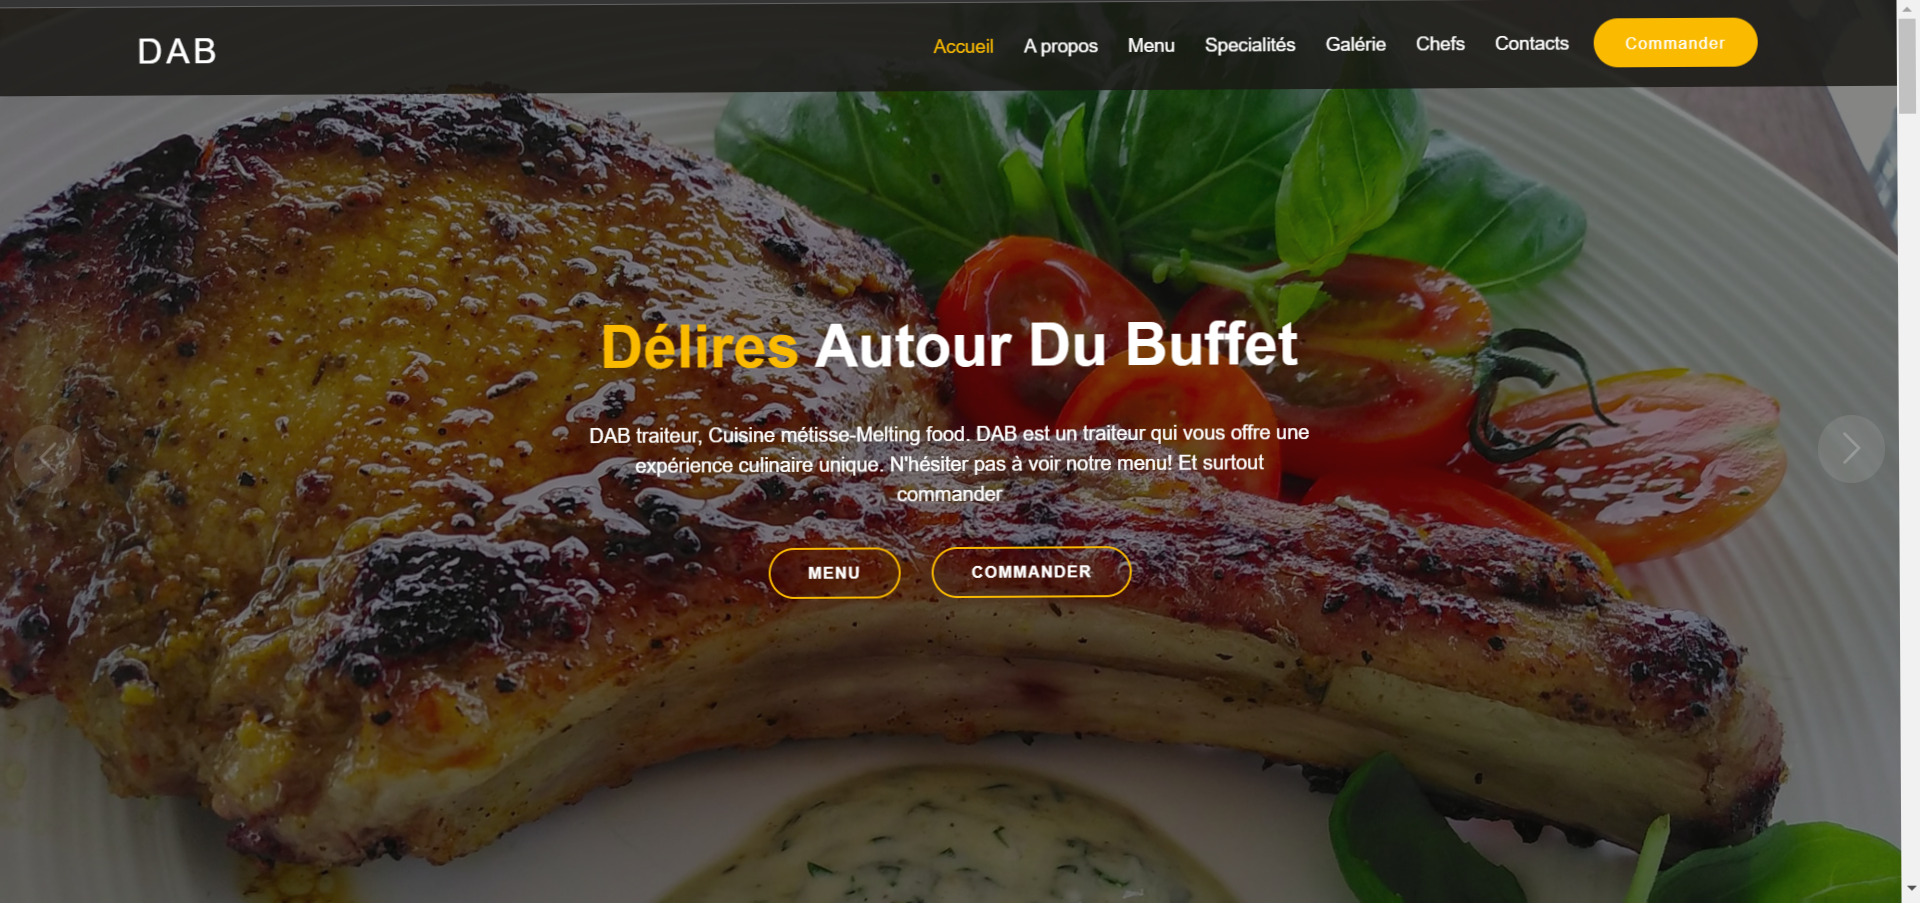 DAB
Accueil A propos Menu Specialités Galérie Chefs Contacts Commander
Délires Autour Du Buffet
DAB traiteur, Cuisine métisse-Melting food. DAB est un traiteur qui vous offre une
expérience culinaire unique. N'hésiter pas à voir notre menu! Et surtout
commander
MENU COMMANDER